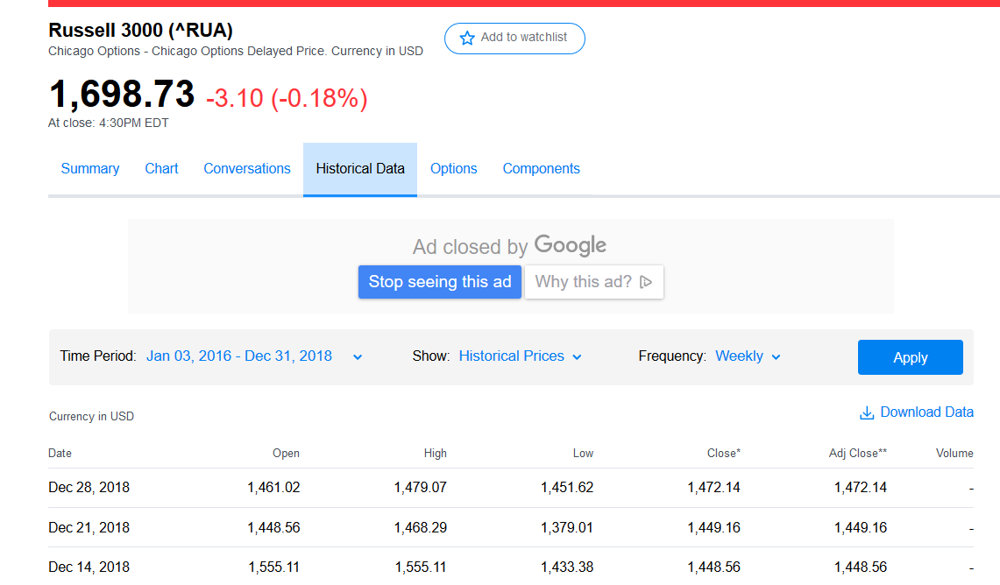 Russell 3000 (^RUA)
Add to watchlist
Chicago Options - Chicago Options Delayed Price. Currency in USD
1,698.73 -3.10 (-0.18%)
At close: 4:30PM EDT
Summary Chart Conversations Historical Data Options Components
Ad closed by Google
Stop seeing this ad Why this ad?
Time Period: Jan 03, 2016 - Dec 31, 2018 Show: Historical Prices Frequency: Weekly Apply
Currency in USD Download Data
Date Open High Low Close* Adj Close** Volume
Dec 28, 2018 1,461.02 1,479.07 1,451.62 1,472.14 1,472.14 -
Dec 21, 2018 1,448.56 1,468.29 1,379.01 1,449.16 1,449.16 -
Dec 14, 2018 1,555.11 1,555.11 1,433.38 1,448.56 1,448.56 -